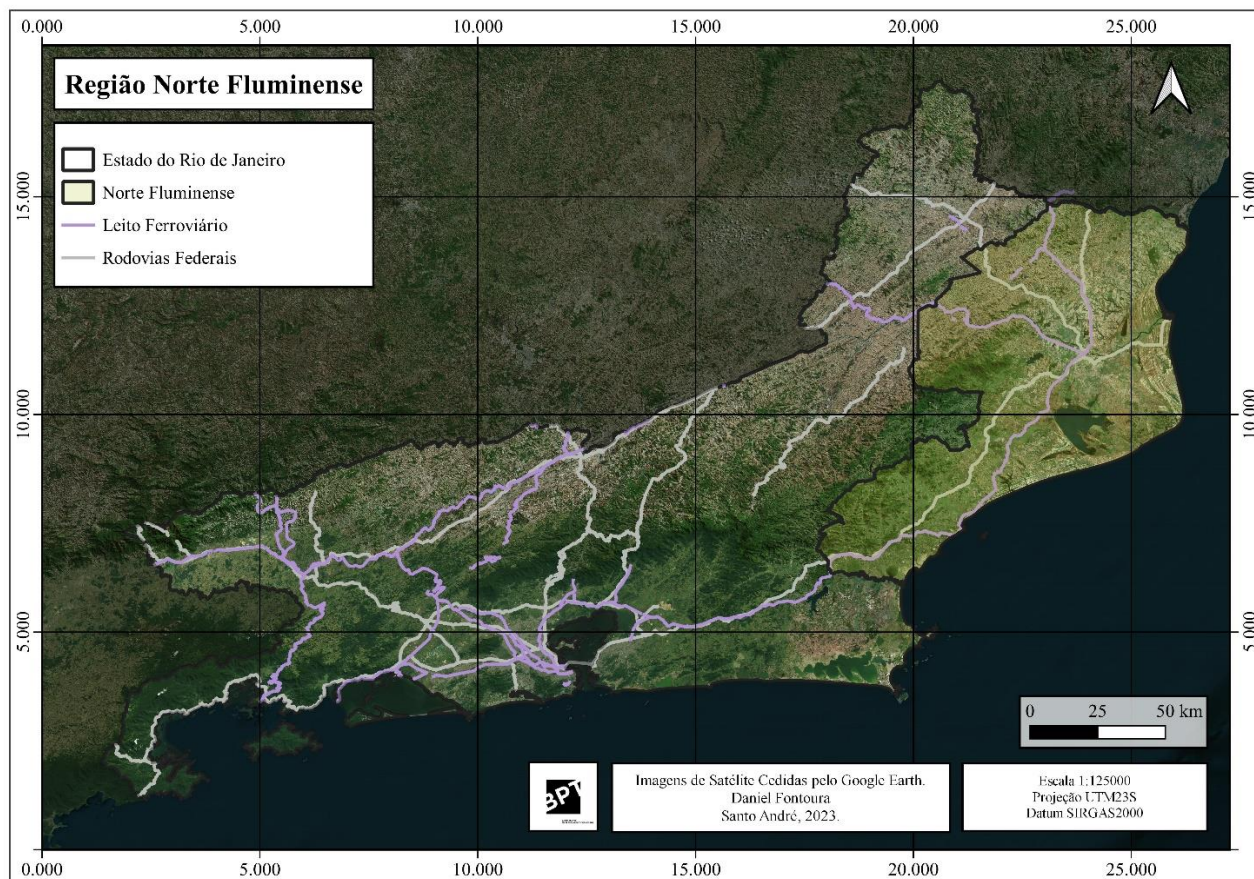 0.000 5.000 10.000 15.000 20.000 25.000
Região Norte Fluminense
Estado do Rio de Janeiro
Norte Fluminense
Leito Ferroviário
Rodovias Federais
15.000 15.000
10.000 10.000
5.000 5.000
0 25 50 km
BPT
Imagens de Satélite Cedidas pelo Google Earth.
Daniel Fontoura
Santo André, 2023.
Escala 1:125000
Projeção UTM23S
Datum SIRGAS2000
0.000 5.000 10.000 15.000 20.000 25.000